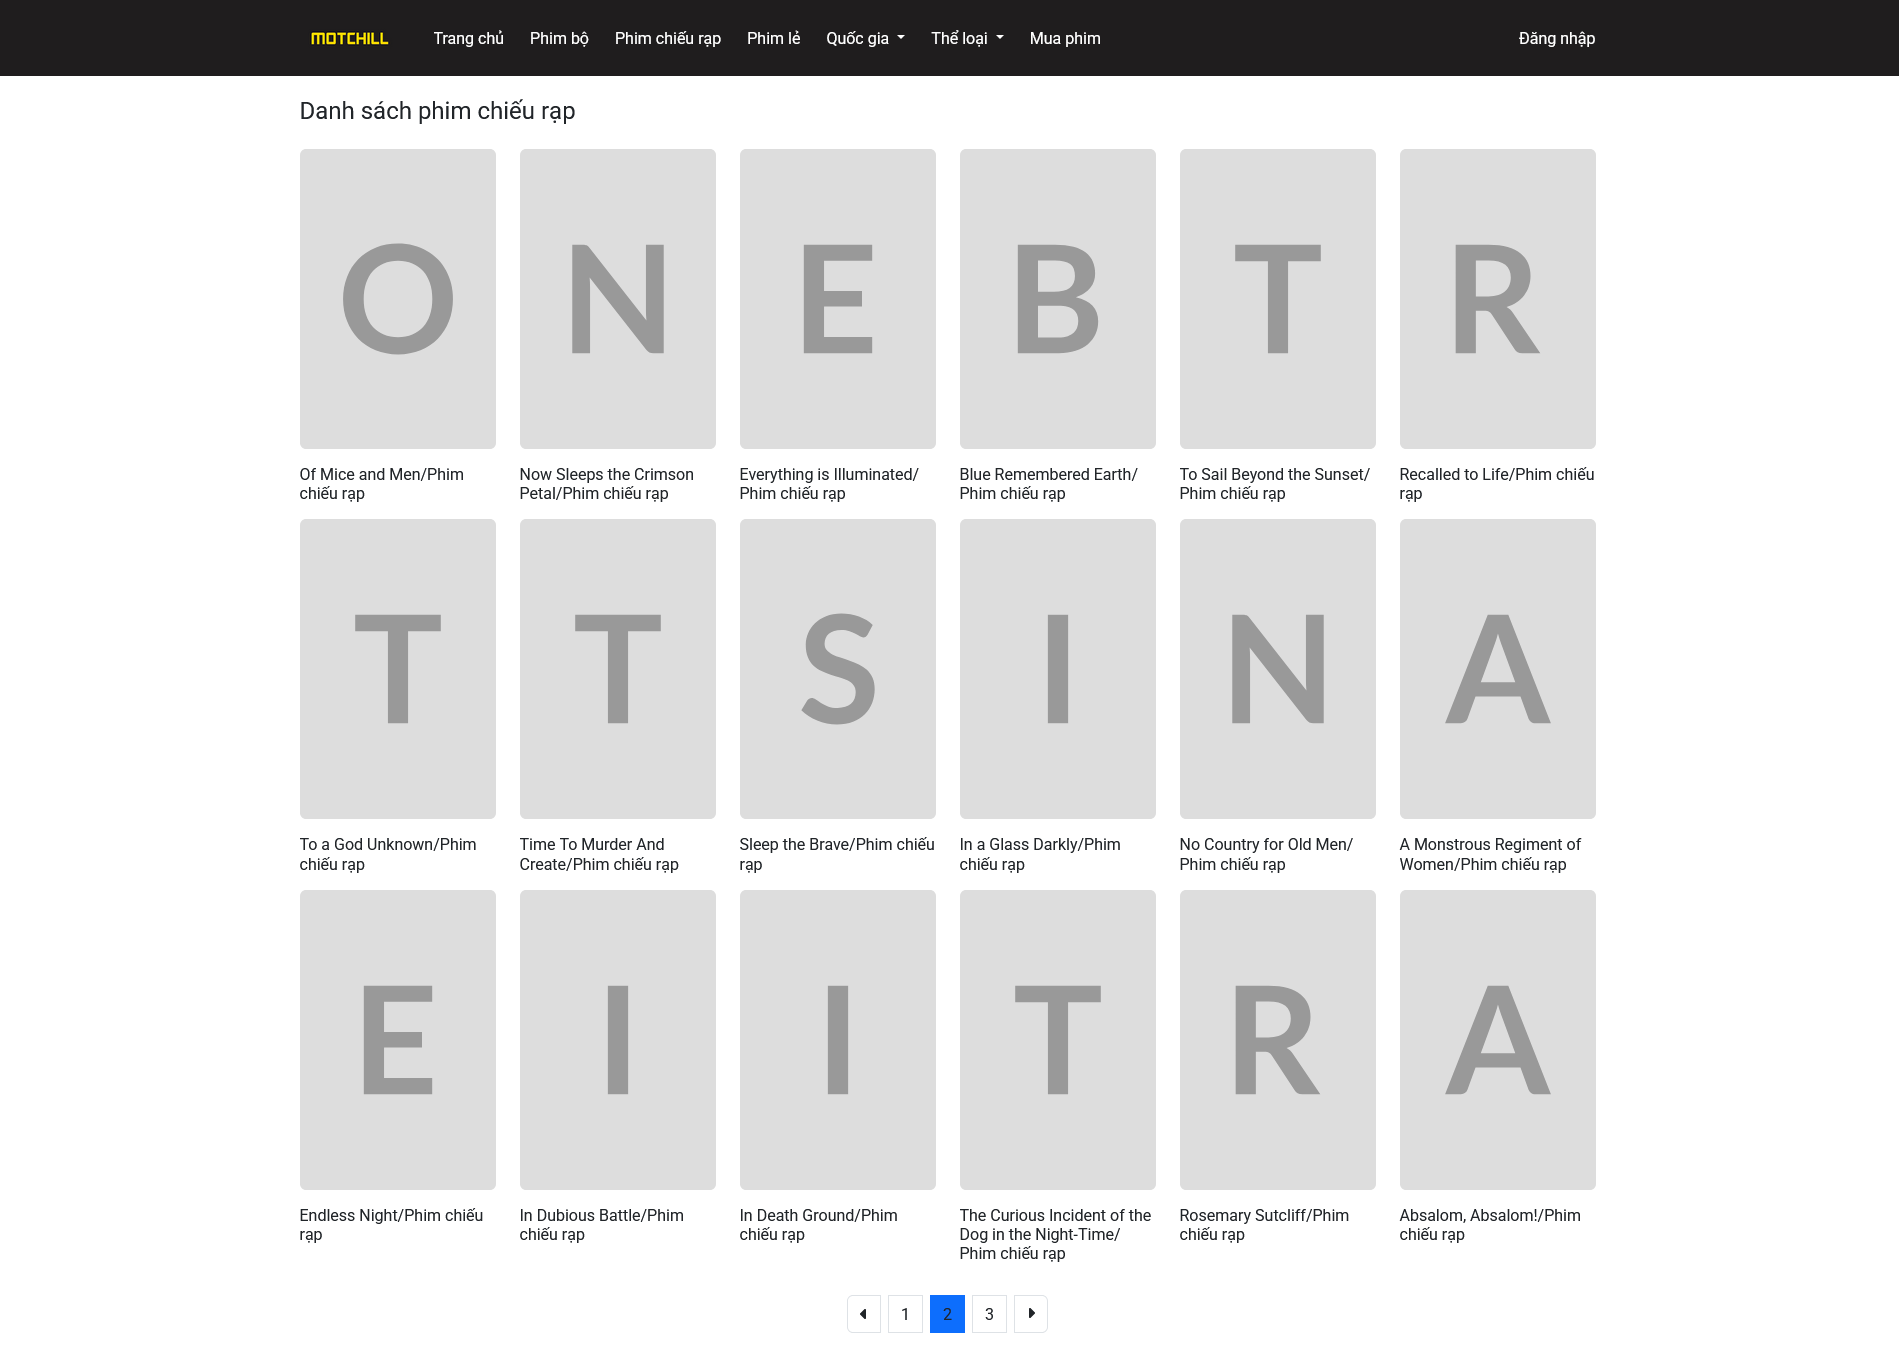 MOTCHILL Trang chủ Phim bộ Phim chiếu rạp Phim lẻ Quốc gia Thể loại Mua phim Đăng nhập
Danh sách phim chiếu rạp
O N E B T R
Of Mice and Men/Phim
chiếu rạp
Now Sleeps the Crimson
Petal/Phim chiếu rạp
Everything is Illuminated/
Phim chiếu rạp
Blue Remembered Earth/
Phim chiếu rạp
To Sail Beyond the Sunset/
Phim chiếu rạp
Recalled to Life/Phim chiếu
rạp
T T S I N A
To a God Unknown/Phim
chiếu rạp
Time To Murder And
Create/Phim chiếu rạp
Sleep the Brave/Phim chiếu
rạp
In a Glass Darkly/Phim
chiếu rạp
No Country for Old Men/
Phim chiếu rạp
A Monstrous Regiment of
Women/Phim chiếu rạp
E I I T R A
Endless Night/Phim chiếu
rạp
In Dubious Battle/Phim
chiếu rạp
In Death Ground/Phim
chiếu rạp
The Curious Incident of the
Dog in the Night-Time/
Phim chiếu rạp
Rosemary Sutcliff/Phim
chiếu rạp
Absalom, Absalom!/Phim
chiếu rạp
1 2 3